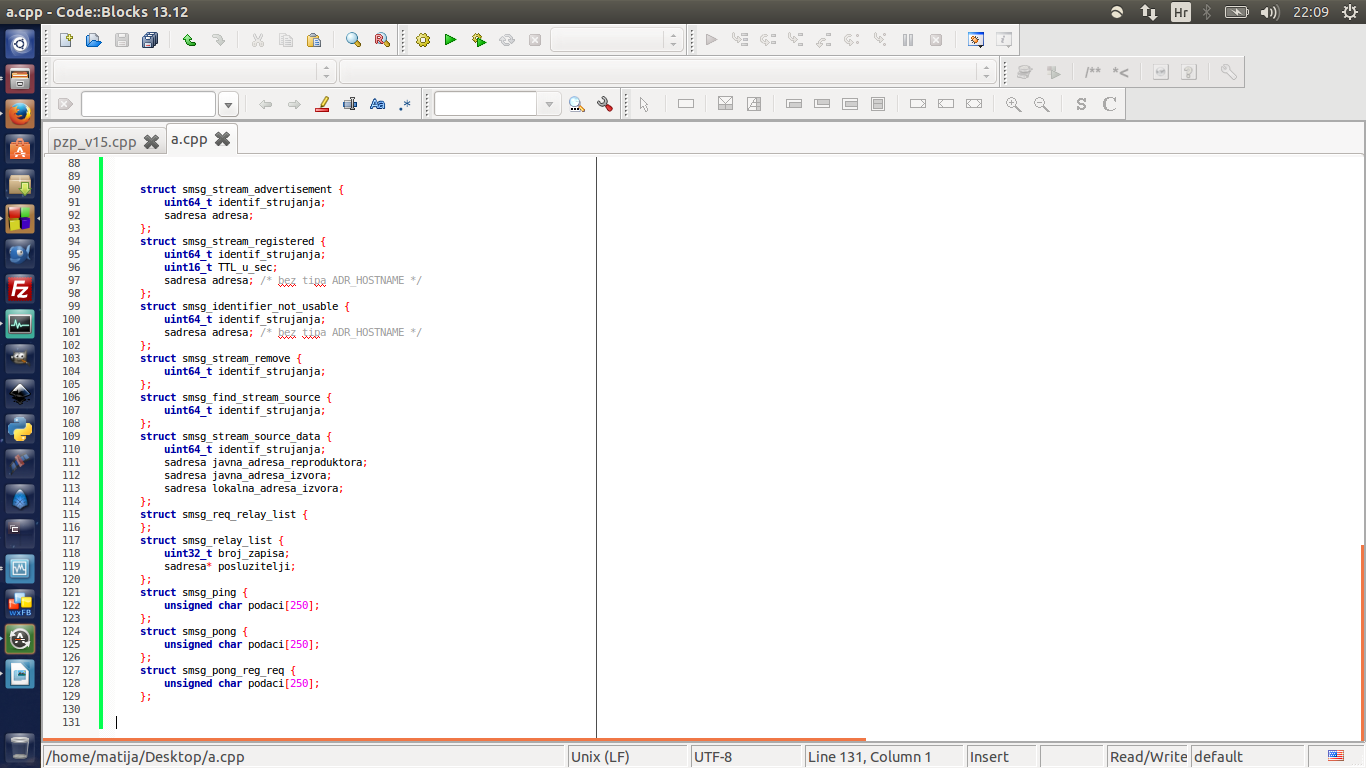 a.cpp - Code::Blocks 13.12
Hr
22:09
/** *<
Aa
.*
S
C
pzp_v15.cpp
a.cpp
88
89
90 struct smsg_stream_advertisement {
91 uint64_t identif_strujanja;
92 sadresa adresa;
93 };
94 struct smsg_stream_registered {
95 uint64_t identif_strujanja;
96 uint16_t TTL_u_sec;
97 sadresa adresa; /* bez tipa ADR_HOSTNAME */
98 };
99 struct smsg_identifier_not_usable {
100 uint64_t identif_strujanja;
101 sadresa adresa; /* bez tipa ADR_HOSTNAME */
102 };
103 struct smsg_stream_remove {
104 uint64_t identif_strujanja;
105 };
106 struct smsg_find_stream_source {
107 uint64_t identif_strujanja;
108 };
109 struct smsg_stream_source_data {
110 uint64_t identif_strujanja;
111 sadresa javna_adresa_reproduktora;
112 sadresa javna_adresa_izvora;
113 sadresa lokalna_adresa_izvora;
114 };
115 struct smsg_req_relay_list {
116 };
117 struct smsg_relay_list {
118 uint32_t broj_zapisa;
119 sadresa* posluzitelji;
120 };
121 struct smsg_ping {
122 unsigned char podaci[250];
123 };
124 struct smsg_pong {
125 unsigned char podaci[250];
126 };
127 struct smsg_pong_reg_req {
128 unsigned char podaci[250];
129 };
130
131
/home/matija/Desktop/a.cpp
Unix (LF)
UTF-8
Line 131, Column 1
Insert
Read/Write
default
Fz
wxFB